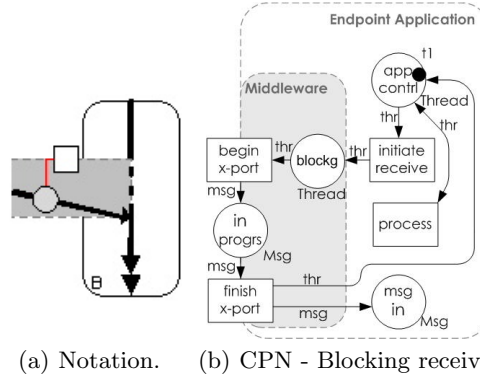 Endpoint Application
t1
app
contrl
Thread
Middleware
thr
thr
begin
x-port
thr
blockg
thr
initiate
receive
Thread
msg
in
progrs
process
Msg
msg
finish
x-port
thr
msg
msg
in
Msg
B
(a) Notation.
(b) CPN - Blocking receiv